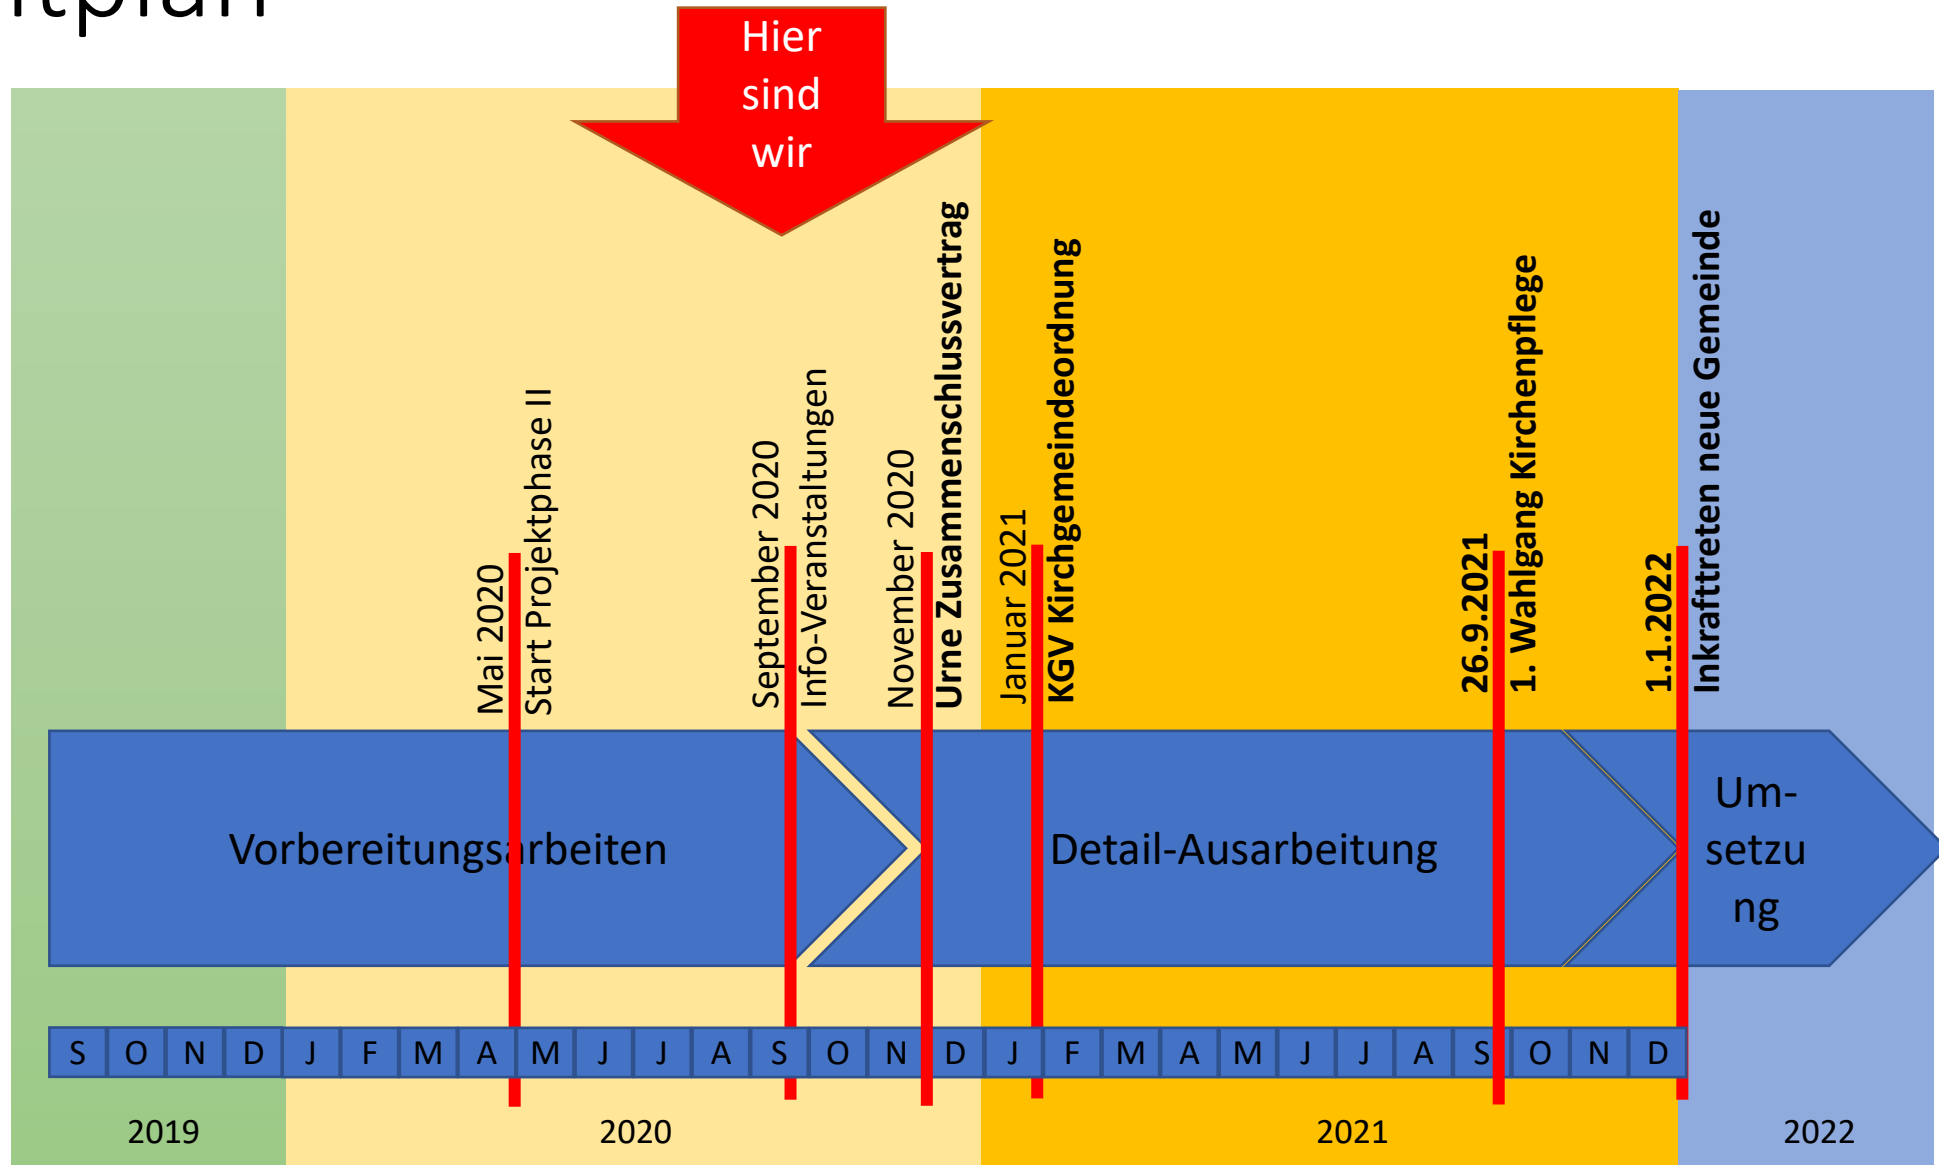 itplan
Hier
sind
wir
Mai 2020
Start Projektphase II
September 2020
Info-Veranstaltungen
November 2020
Urne Zusammenschlussvertrag
Januar 2021
KGV Kirchgemeindeordnung
26.9.2021
1. Wahlgang Kirchenpflege
1.1.2022
Inkrafttreten neue Gemeinde
Vorbereitungsarbeiten
Detail-Ausarbeitung
Um-
setzu
ng
S O N D J F M A M J J A S O N D J F M A M J J A S O N D
2019 2020 2021 2022